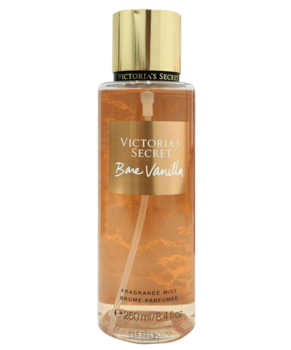 VICTORIA'S SECRET
VICTORIA'S
SECRET
Bare Vanilla
FRAGRANCE MIST
BRUME PARFUMÉE
℮ 250 ml/8.4 fl oz